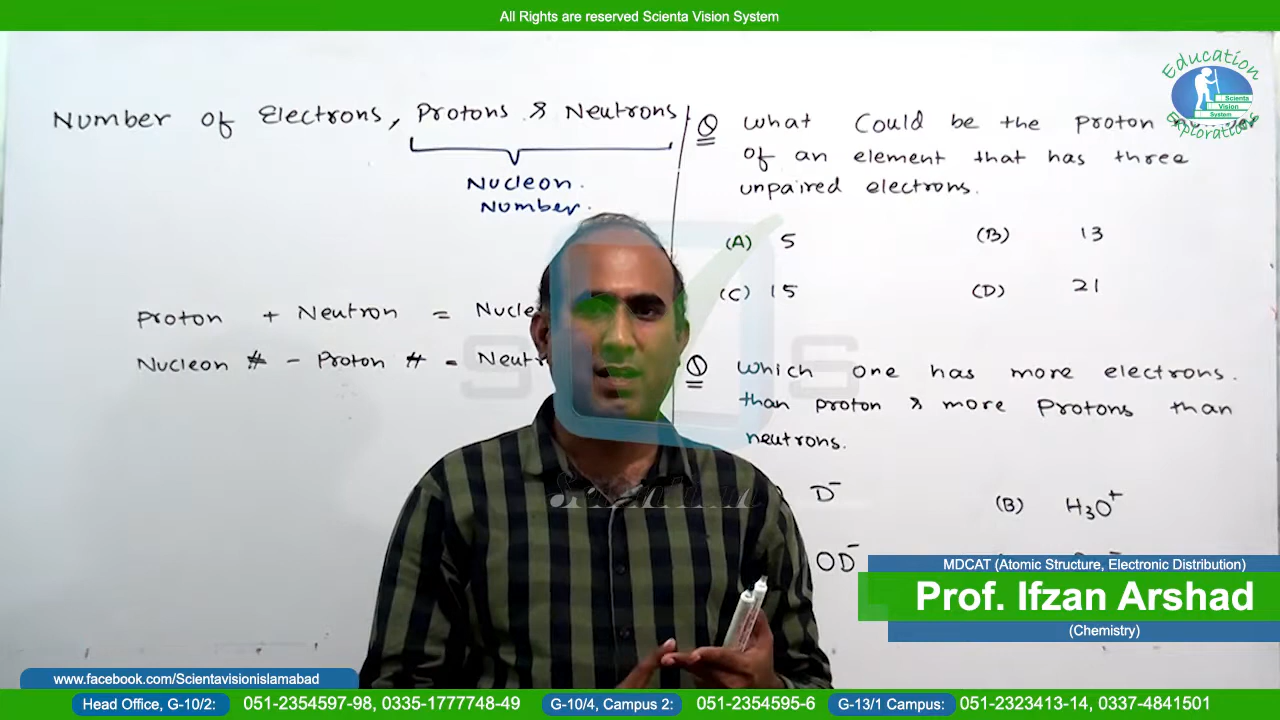 All Rights are reserved Scienta Vision System
Education
Scienta
Vision
System
Exploration
Number of Electrons, Protons & Neutrons
Nucleon
Number.
Proton + Neutron =
Nucleon # - Proton # =
Q What could be the proton
of an element that has three
unpaired electrons.
(A) 5 (B) 13
(C) 15 (D) 21
Q Which one has more electrons.
than proton & more Protons than
neutrons.
D⁻ (B) H₃O⁺
OD⁻
MDCAT (Atomic Structure, Electronic Distribution)
Prof. Ifzan Arshad
(Chemistry)
www.facebook.com/Scientavisionislamabad
Head Office, G-10/2: 051-2354597-98, 0335-1777748-49 G-10/4, Campus 2: 051-2354595-6 G-13/1 Campus: 051-2323413-14, 0337-4841501